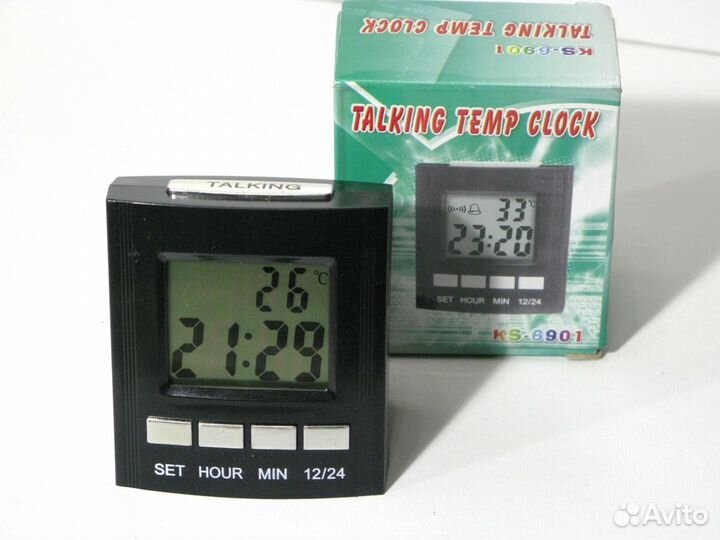 KS-6901
TALKING TEMP CLOCK
TALKING TEMP CLOCK
33°C
23:20
SET HOUR MIN 12/24
KS-6901
TALKING
26°C
21:29
SET HOUR MIN 12/24
Avito